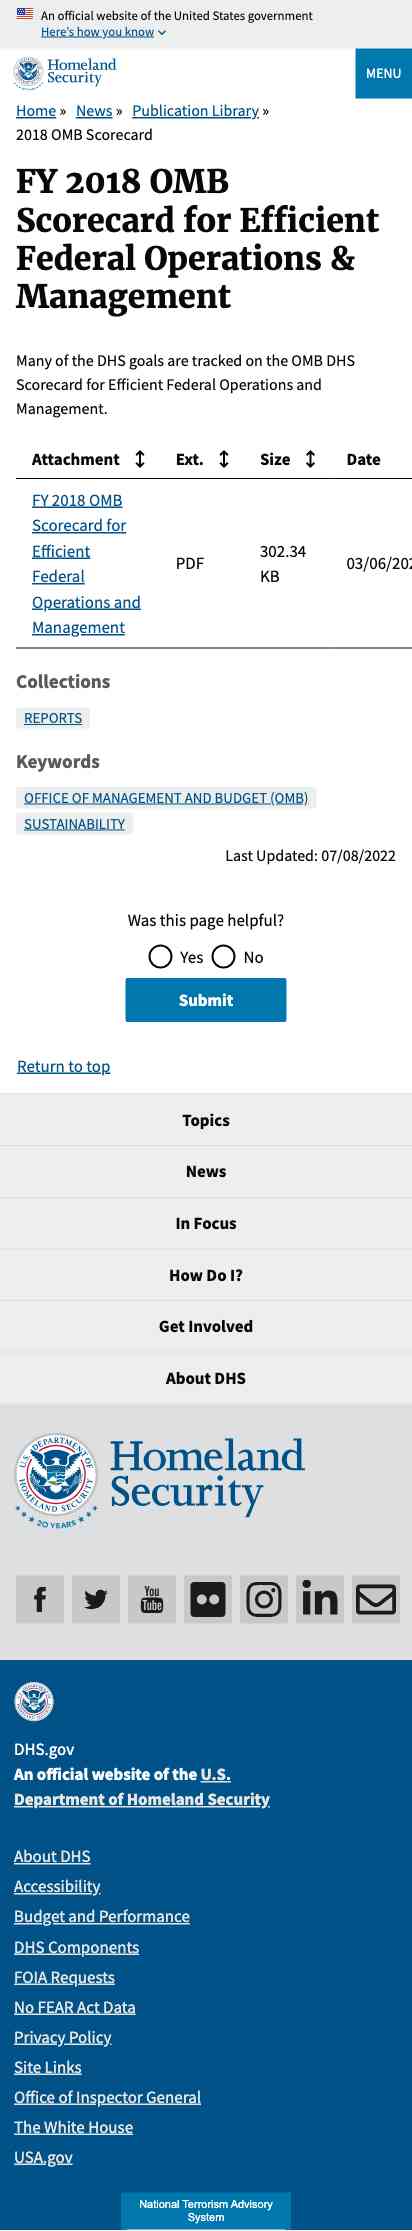 An official website of the United States government
Here's how you know
Homeland
Security
MENU
Home » News » Publication Library »
2018 OMB Scorecard
FY 2018 OMB
Scorecard for Efficient
Federal Operations &
Management
Many of the DHS goals are tracked on the OMB DHS
Scorecard for Efficient Federal Operations and
Management.
Attachment Ext. Size Date
FY 2018 OMB
Scorecard for
Efficient
Federal
Operations and
Management
PDF
302.34
KB
03/06/202
Collections
REPORTS
Keywords
OFFICE OF MANAGEMENT AND BUDGET (OMB)
SUSTAINABILITY
Last Updated: 07/08/2022
Was this page helpful?
Yes No
Submit
Return to top
Topics
News
In Focus
How Do I?
Get Involved
About DHS
U.S. DEPARTMENT OF HOMELAND SECURITY
20 YEARS
Homeland
Security
f
You
Tube
in
DHS.gov
An official website of the U.S.
Department of Homeland Security
About DHS
Accessibility
Budget and Performance
DHS Components
FOIA Requests
No FEAR Act Data
Privacy Policy
Site Links
Office of Inspector General
The White House
USA.gov
National Terrorism Advisory
System